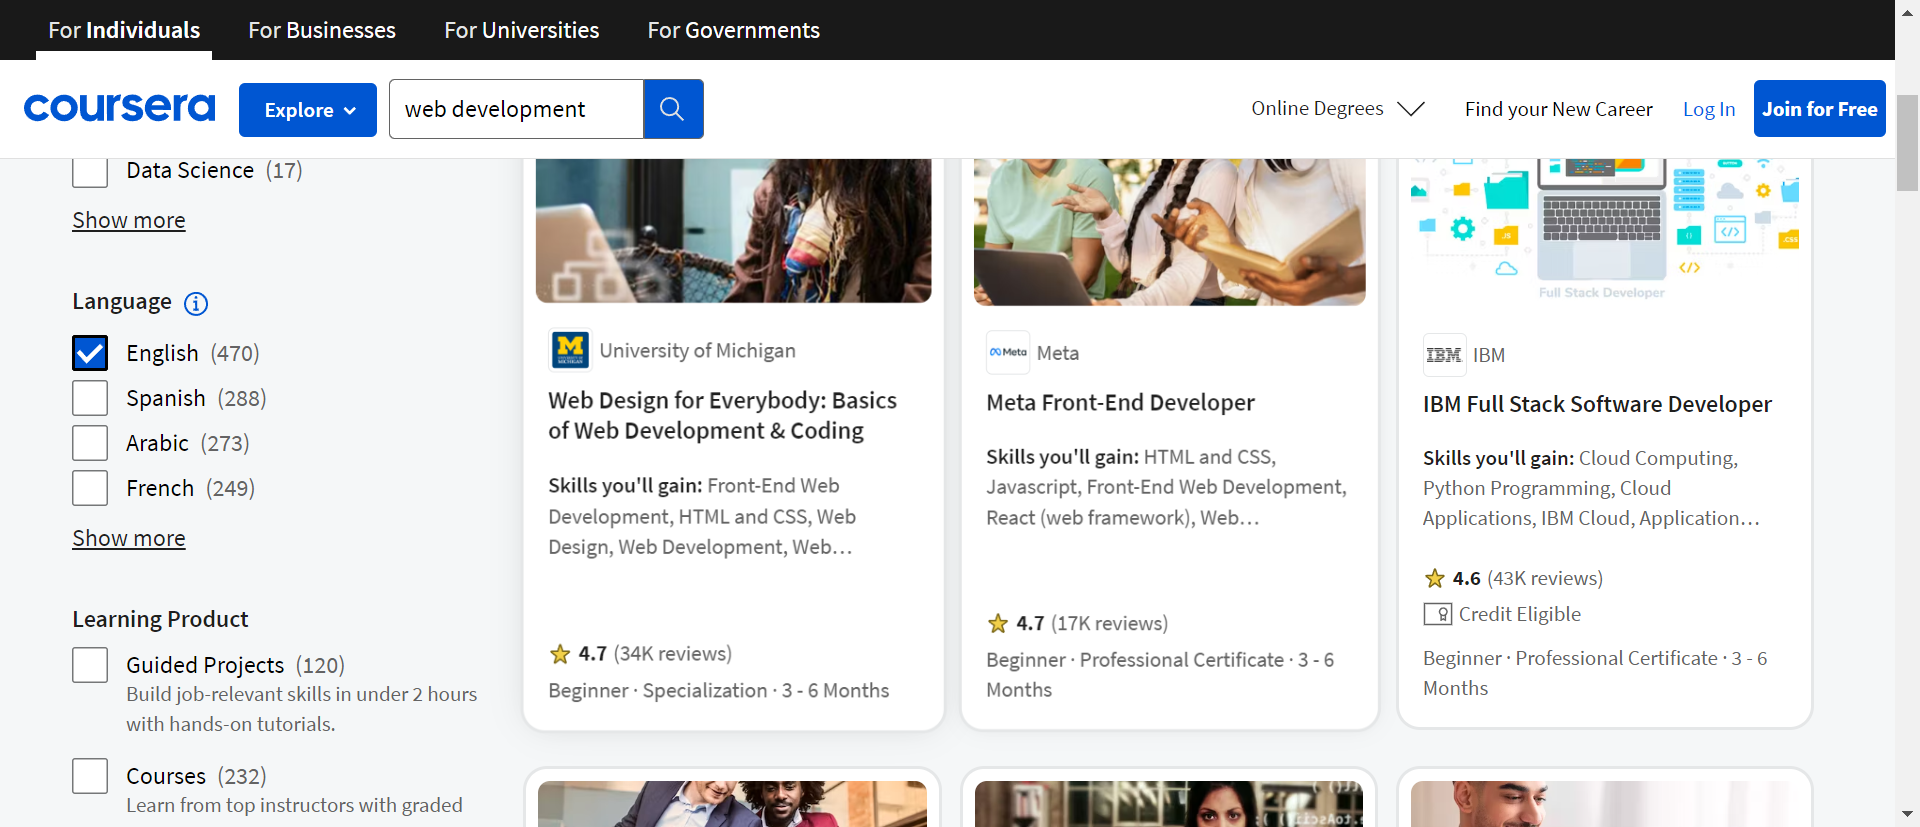 For Individuals
For Businesses
For Universities
For Governments
coursera
Explore
web development
Online Degrees
Find your New Career
Log In
Join for Free
Data Science (17)
Show more
Language
English (470)
Spanish (288)
Arabic (273)
French (249)
Show more
Learning Product
Guided Projects (120)
Build job-relevant skills in under 2 hours
with hands-on tutorials.
Courses (232)
Learn from top instructors with graded
University of Michigan
Web Design for Everybody: Basics
of Web Development & Coding
Skills you'll gain: Front-End Web
Development, HTML and CSS, Web
Design, Web Development, Web…
4.7 (34K reviews)
Beginner · Specialization · 3 - 6 Months
Meta
Meta
Meta Front-End Developer
Skills you'll gain: HTML and CSS,
Javascript, Front-End Web Development,
React (web framework), Web…
4.7 (17K reviews)
Beginner · Professional Certificate · 3 - 6
Months
.JS
</>
.CSS
</>
Full Stack Developer
IBM
IBM
IBM Full Stack Software Developer
Skills you'll gain: Cloud Computing,
Python Programming, Cloud
Applications, IBM Cloud, Application…
4.6 (43K reviews)
Credit Eligible
Beginner · Professional Certificate · 3 - 6
Months